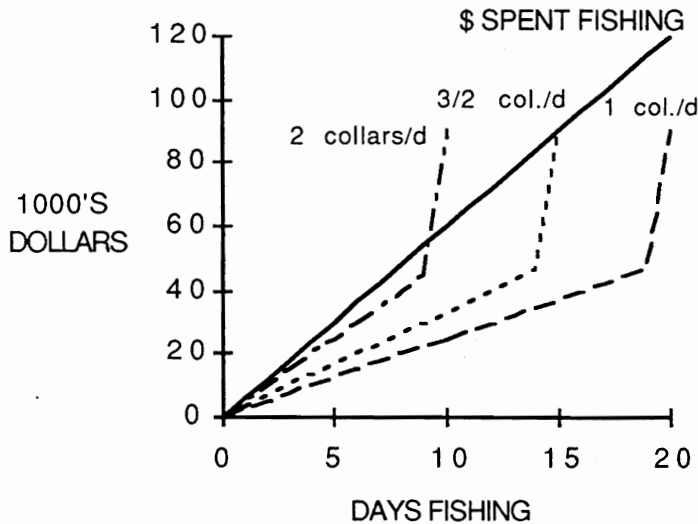 $ SPENT FISHING
120
100
80
60
40
20
0
1000'S
DOLLARS
2 collars/d
3/2 col./d
1 col./d
0 5 10 15 20
DAYS FISHING